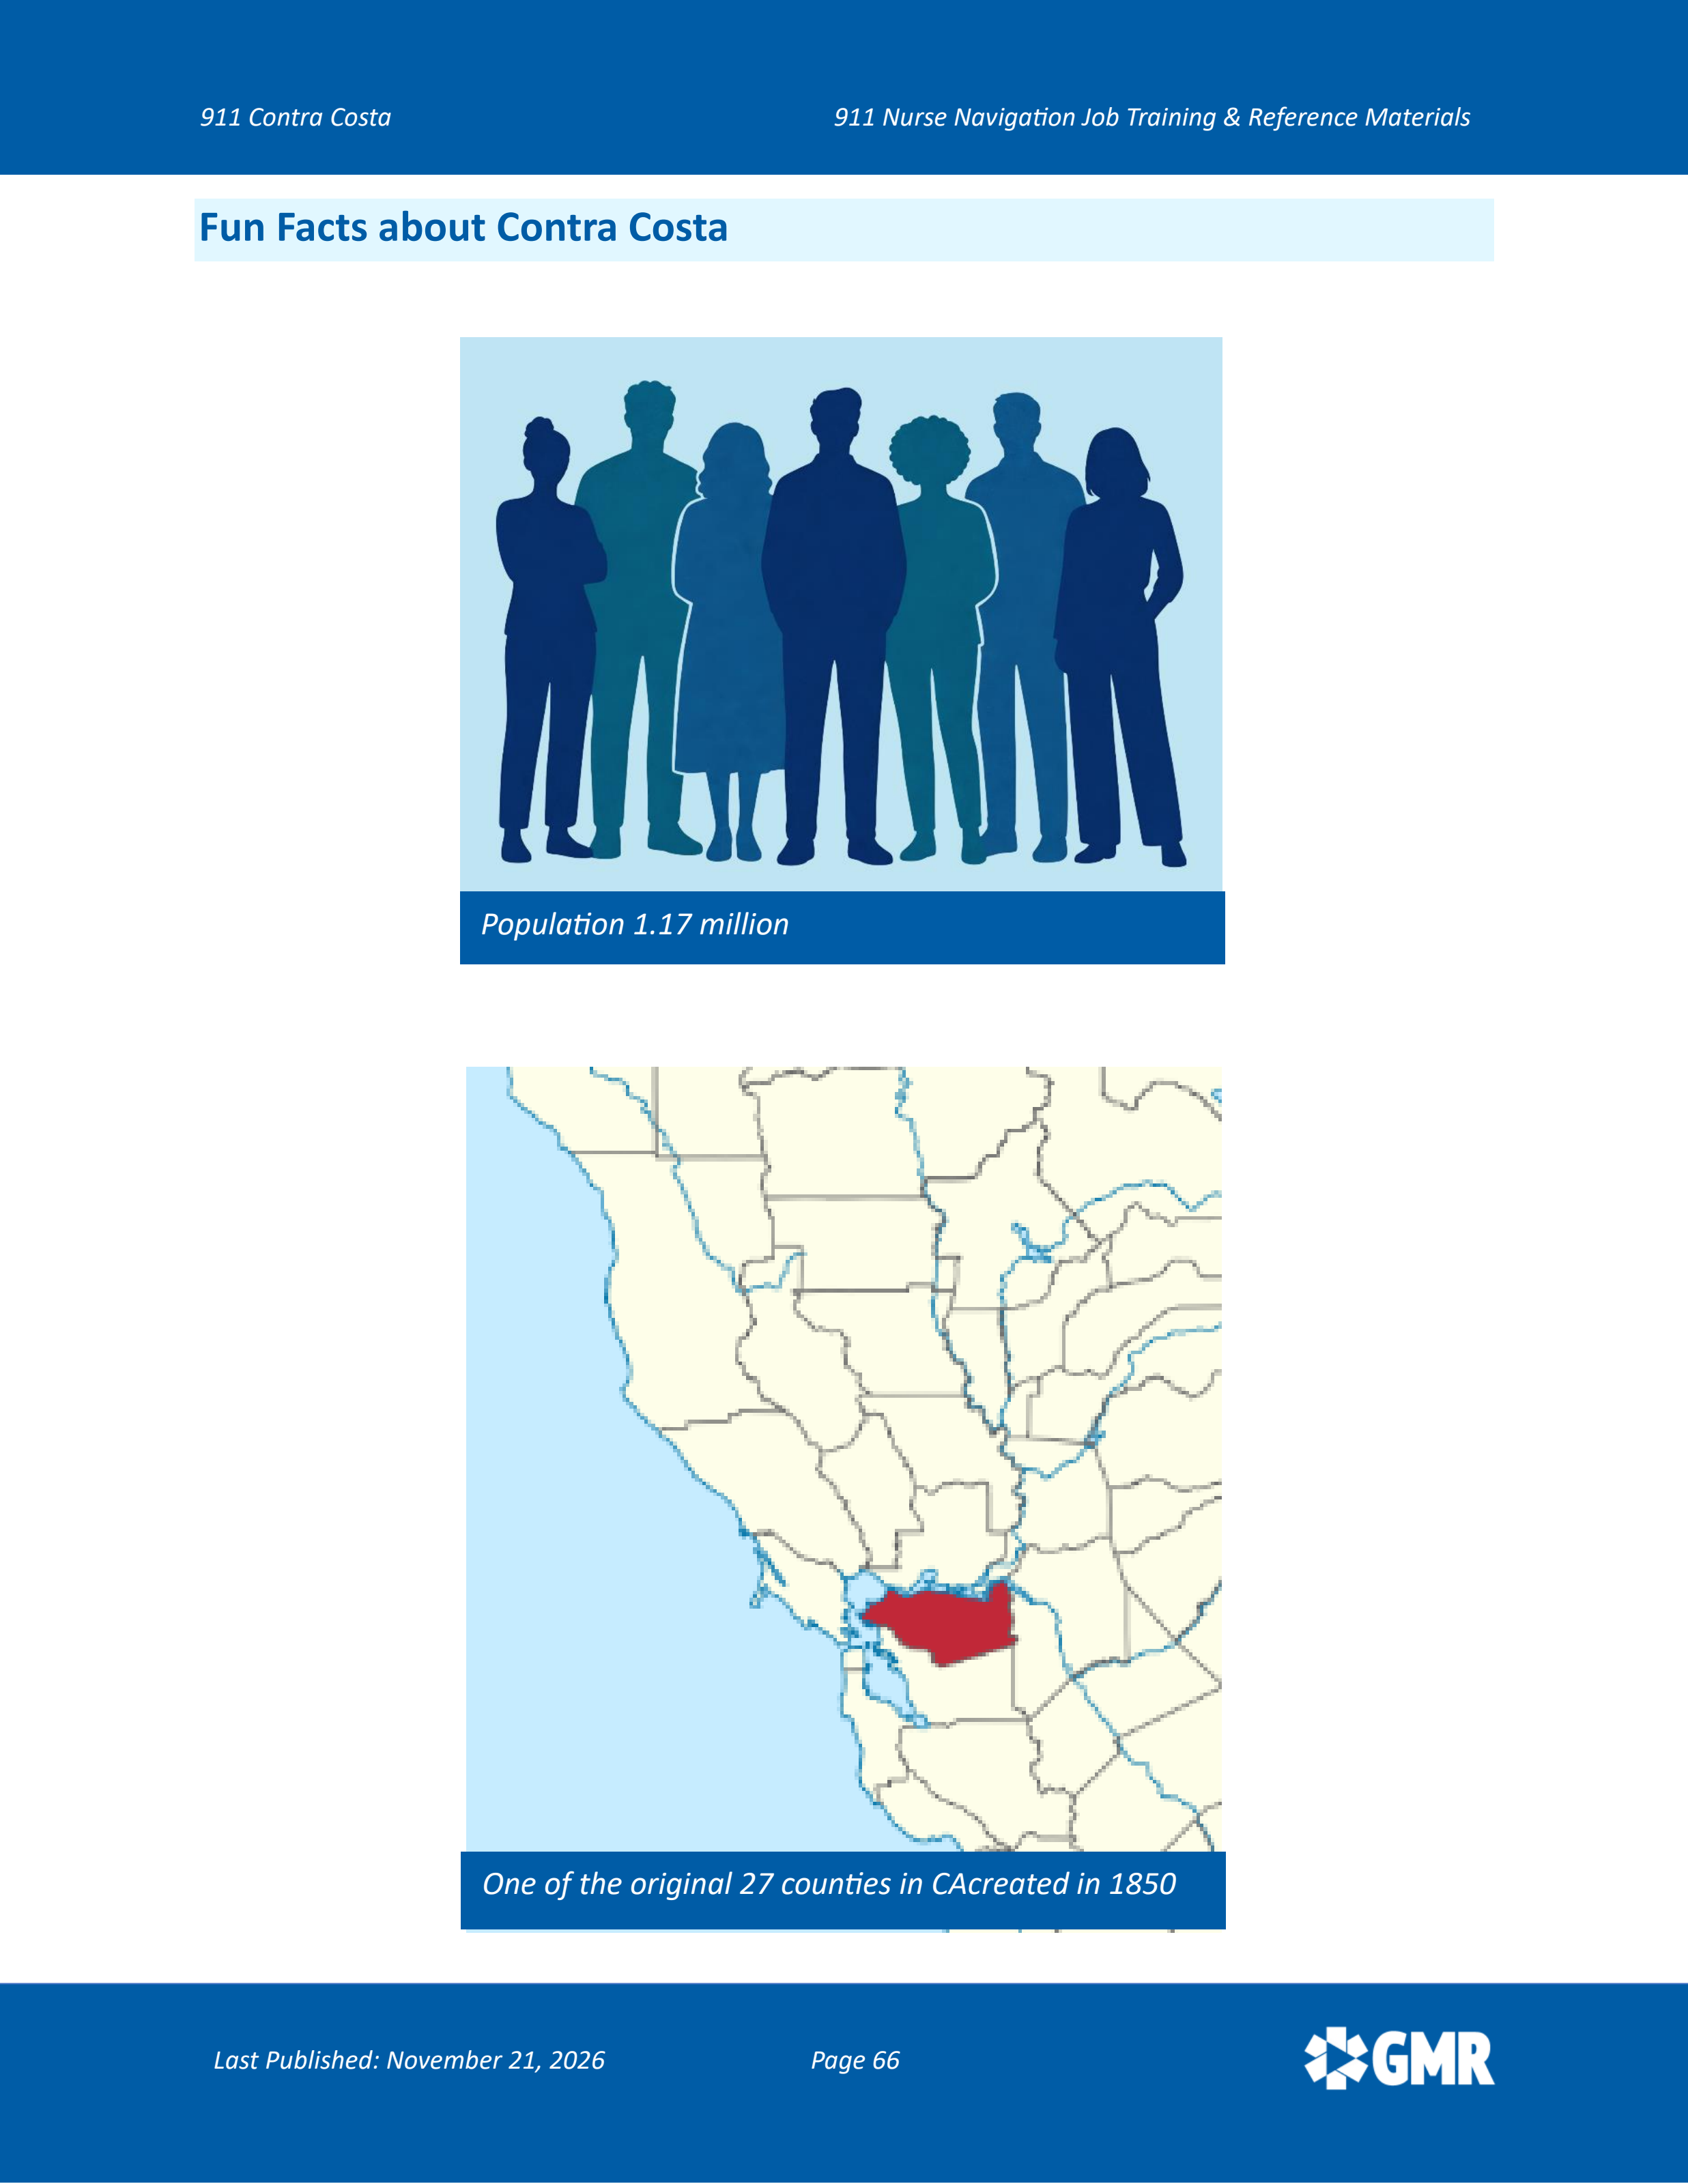 911 Contra Costa
911 Nurse Navigation Job Training & Reference Materials
Fun Facts about Contra Costa
Population 1.17 million
One of the original 27 counties in CAcreated in 1850
Last Published: November 21, 2026
Page 66
GMR